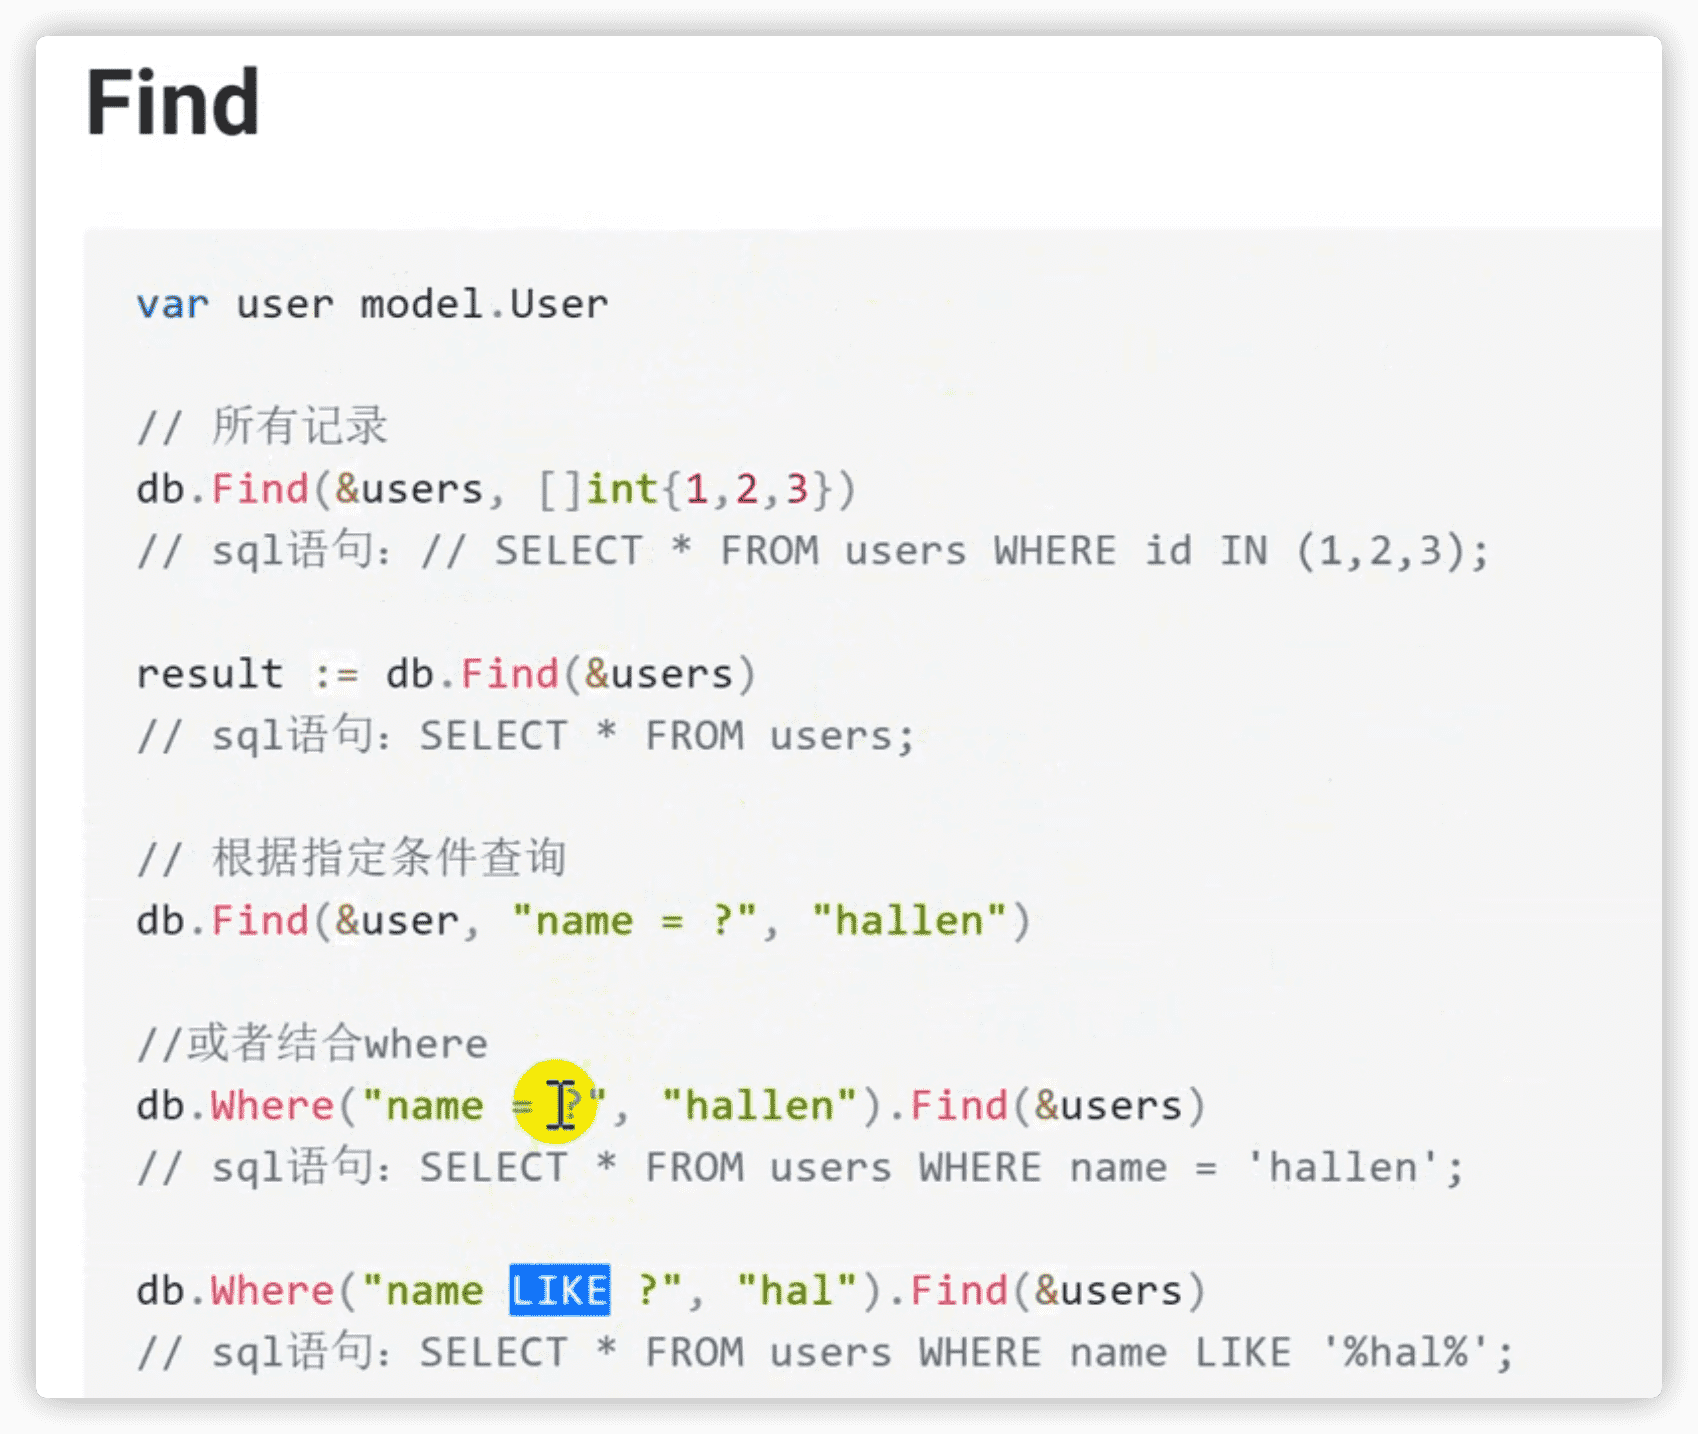 Find
var user model.User
// 所有记录
db.Find(&users, []int{1,2,3})
// sql语句：// SELECT * FROM users WHERE id IN (1,2,3);
result := db.Find(&users)
// sql语句：SELECT * FROM users;
// 根据指定条件查询
db.Find(&user, "name = ?", "hallen")
//或者结合where
db.Where("name = ?", "hallen").Find(&users)
// sql语句：SELECT * FROM users WHERE name = 'hallen';
db.Where("name LIKE ?", "hal").Find(&users)
// sql语句：SELECT * FROM users WHERE name LIKE '%hal%';